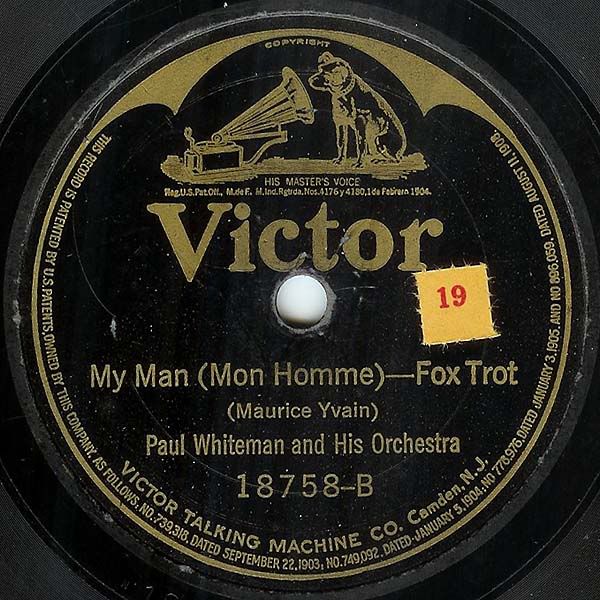 COPYRIGHT
HIS MASTER'S VOICE
Reg.U.S.Pat.Off., M.de F. M.Ind.Rgtrda.Nos.4176 y 4180,1 de Febrero 1904.
Victor
19
My Man (Mon Homme)—Fox Trot
(Maurice Yvain)
Paul Whiteman and His Orchestra
18758-B
VICTOR TALKING MACHINE CO. Camden, N.J.
THIS RECORD IS PATENTED BY U.S. PATENTS, OWNED BY THIS COMPANY AS FOLLOWS; NO. 739,318, DATED SEPTEMBER 22, 1903; NO. 749,092, DATED JANUARY 5, 1904, NO. 778,976, DATED JANUARY 3, 1905, AND NO. 896,059, DATED AUGUST 11, 1908.